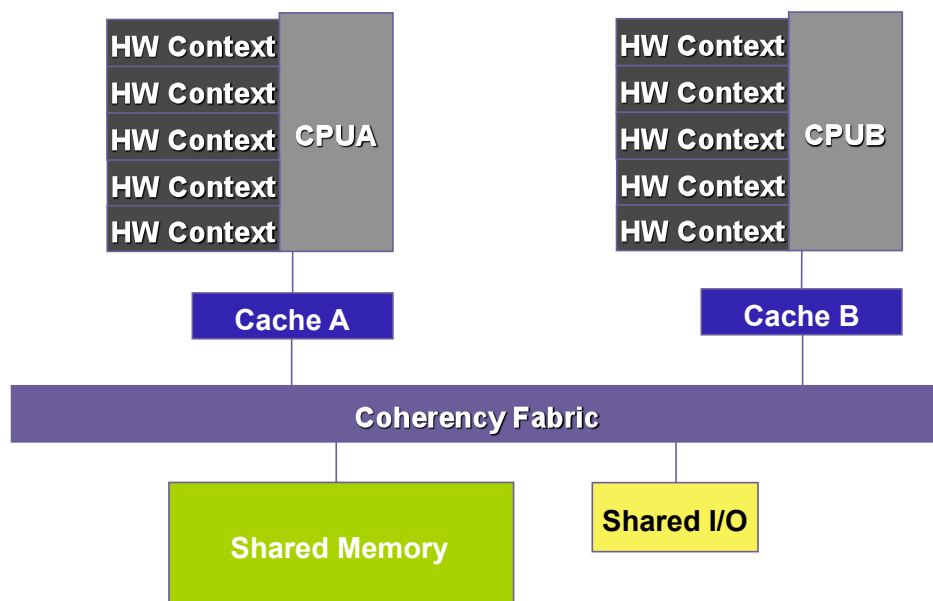 HW Context
HW Context
HW Context
HW Context
HW Context
CPUA
HW Context
HW Context
HW Context
HW Context
HW Context
CPUB
Cache A
Cache B
Coherency Fabric
Shared Memory
Shared I/O